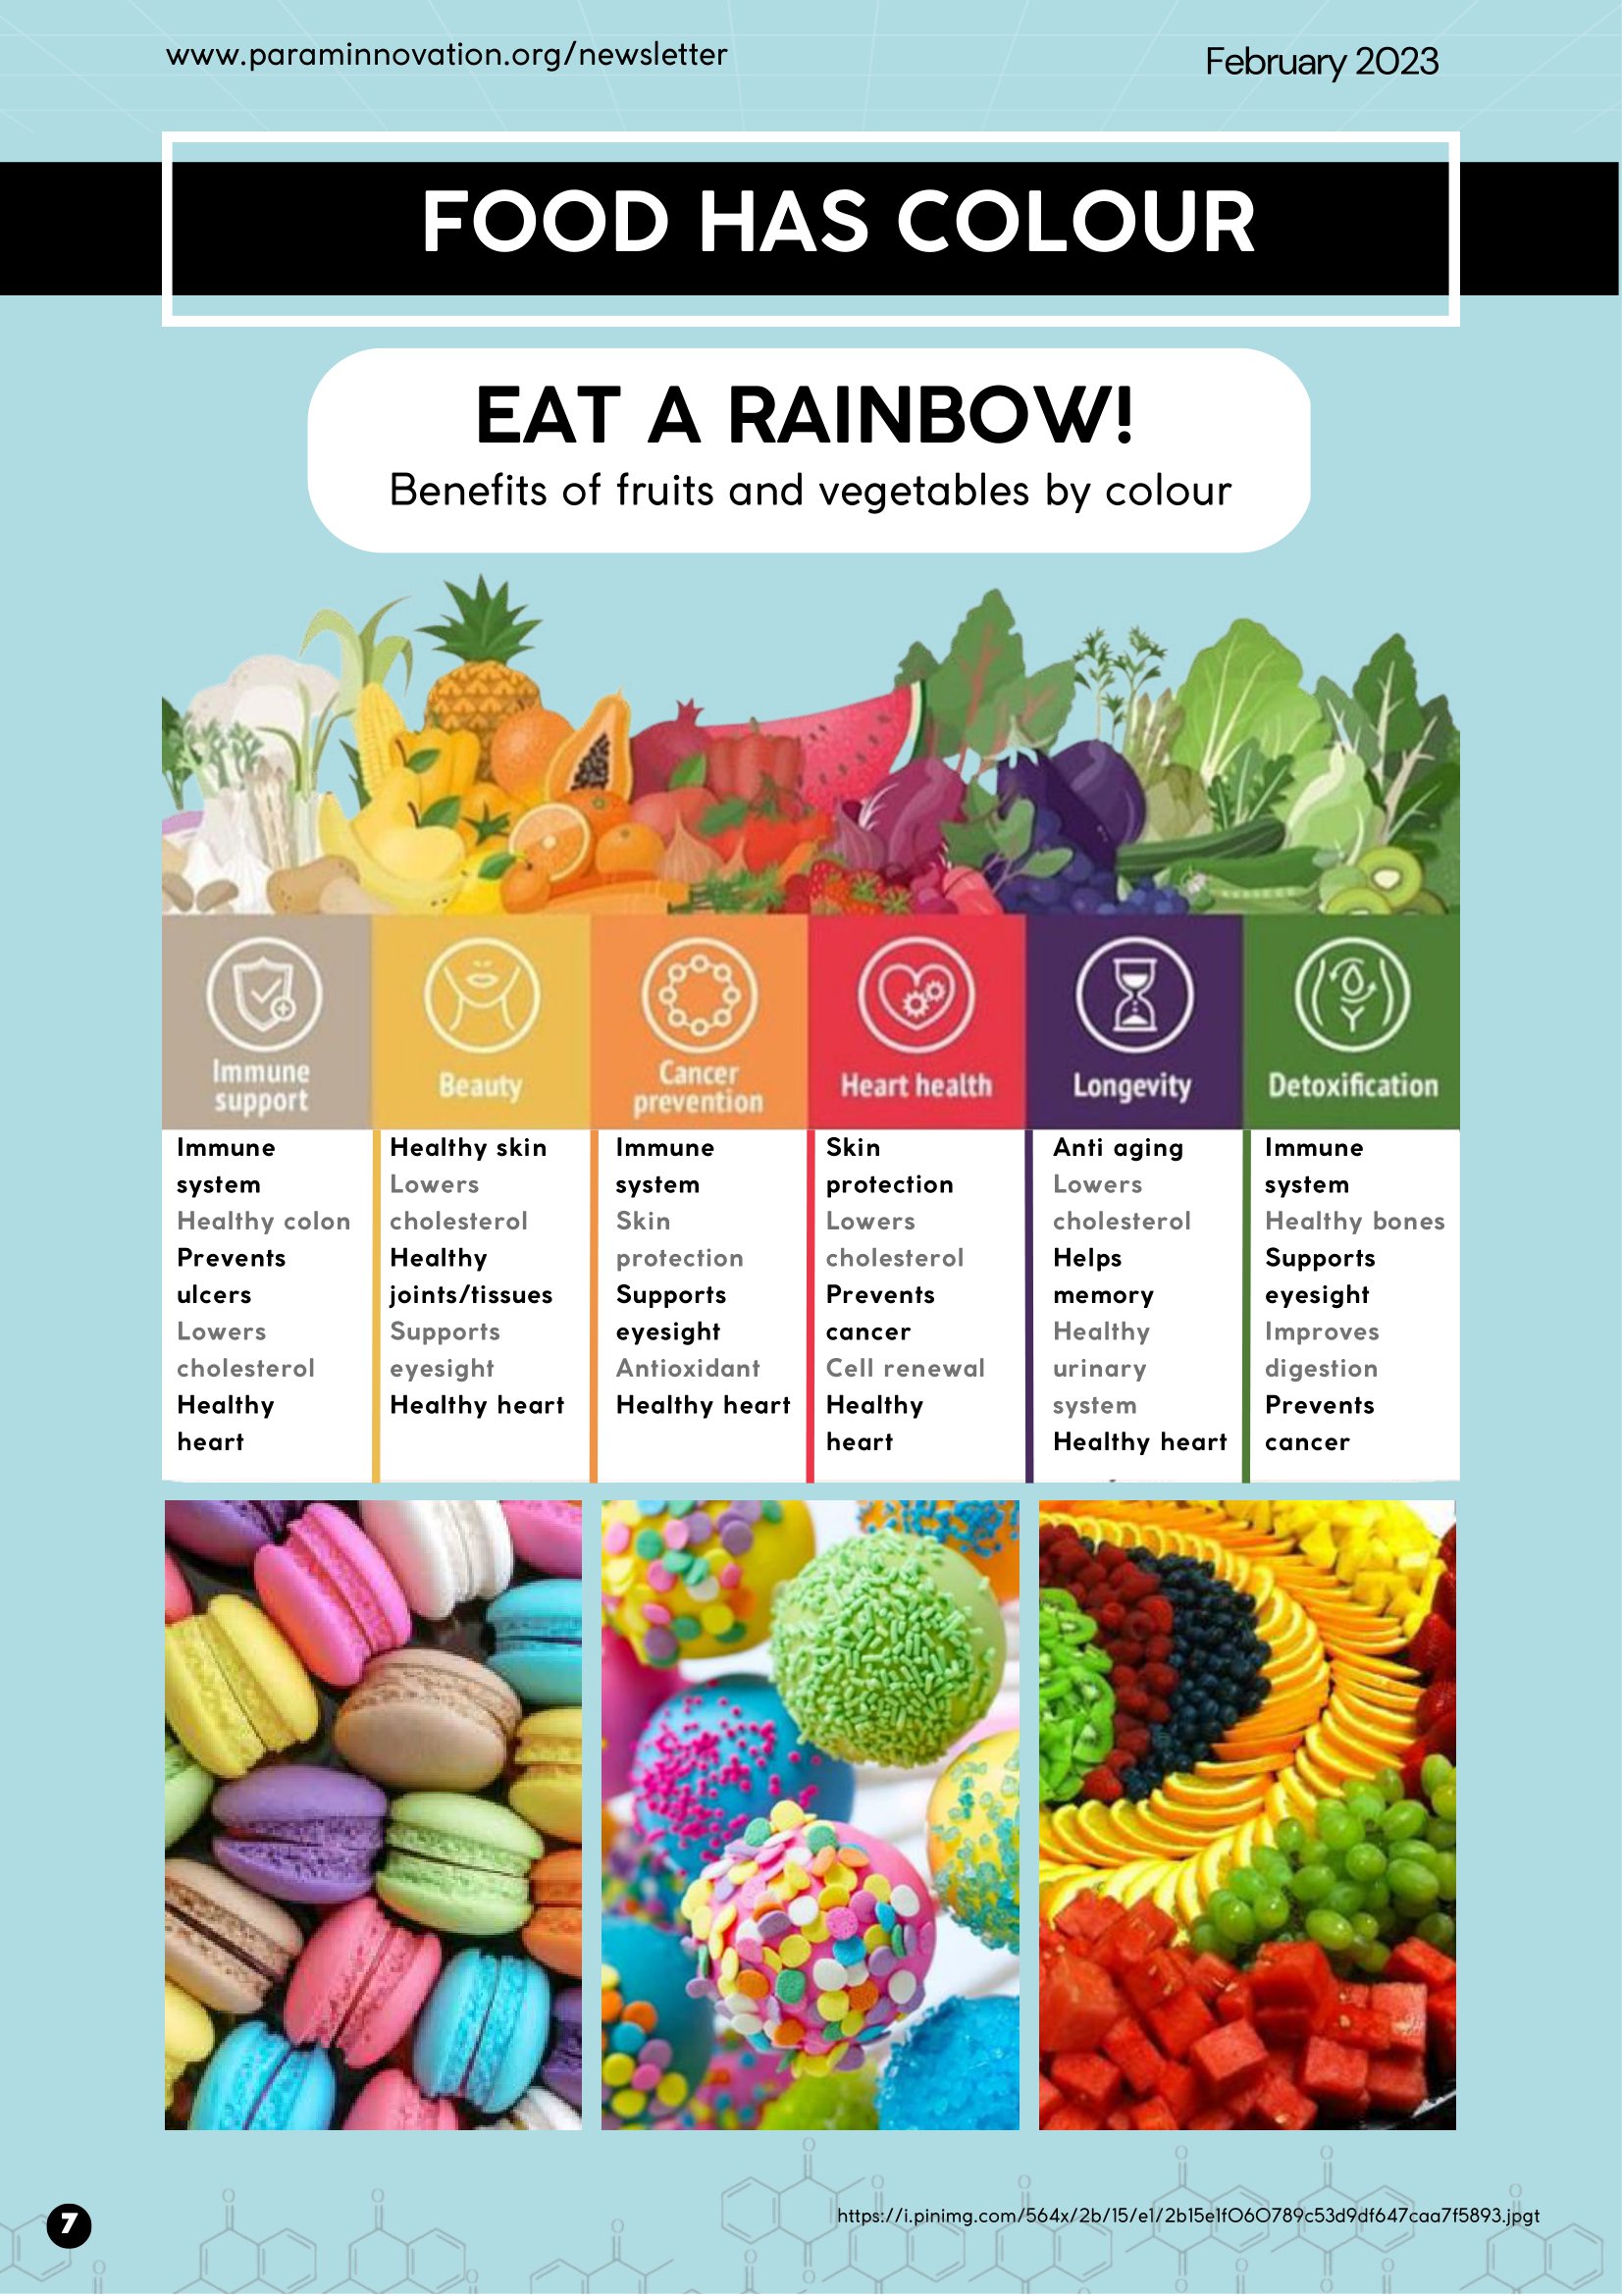 www.paraminnovation.org/newsletter
February 2023
FOOD HAS COLOUR
EAT A RAINBOW!
Benefits of fruits and vegetables by colour
Immune
support
Beauty
Cancer
prevention
Heart health
Longevity
Detoxification
Immune
system
Healthy colon
Prevents
ulcers
Lowers
cholesterol
Healthy
heart
Healthy skin
Lowers
cholesterol
Healthy
joints/tissues
Supports
eyesight
Healthy heart
Immune
system
Skin
protection
Supports
eyesight
Antioxidant
Healthy heart
Skin
protection
Lowers
cholesterol
Prevents
cancer
Cell renewal
Healthy
heart
Anti aging
Lowers
cholesterol
Helps
memory
Healthy
urinary
system
Healthy heart
Immune
system
Healthy bones
Supports
eyesight
Improves
digestion
Prevents
cancer
7
https://i.pinimg.com/564x/2b/15/e1/2b15e1f060789c53d9df647caa7f5893.jpgt